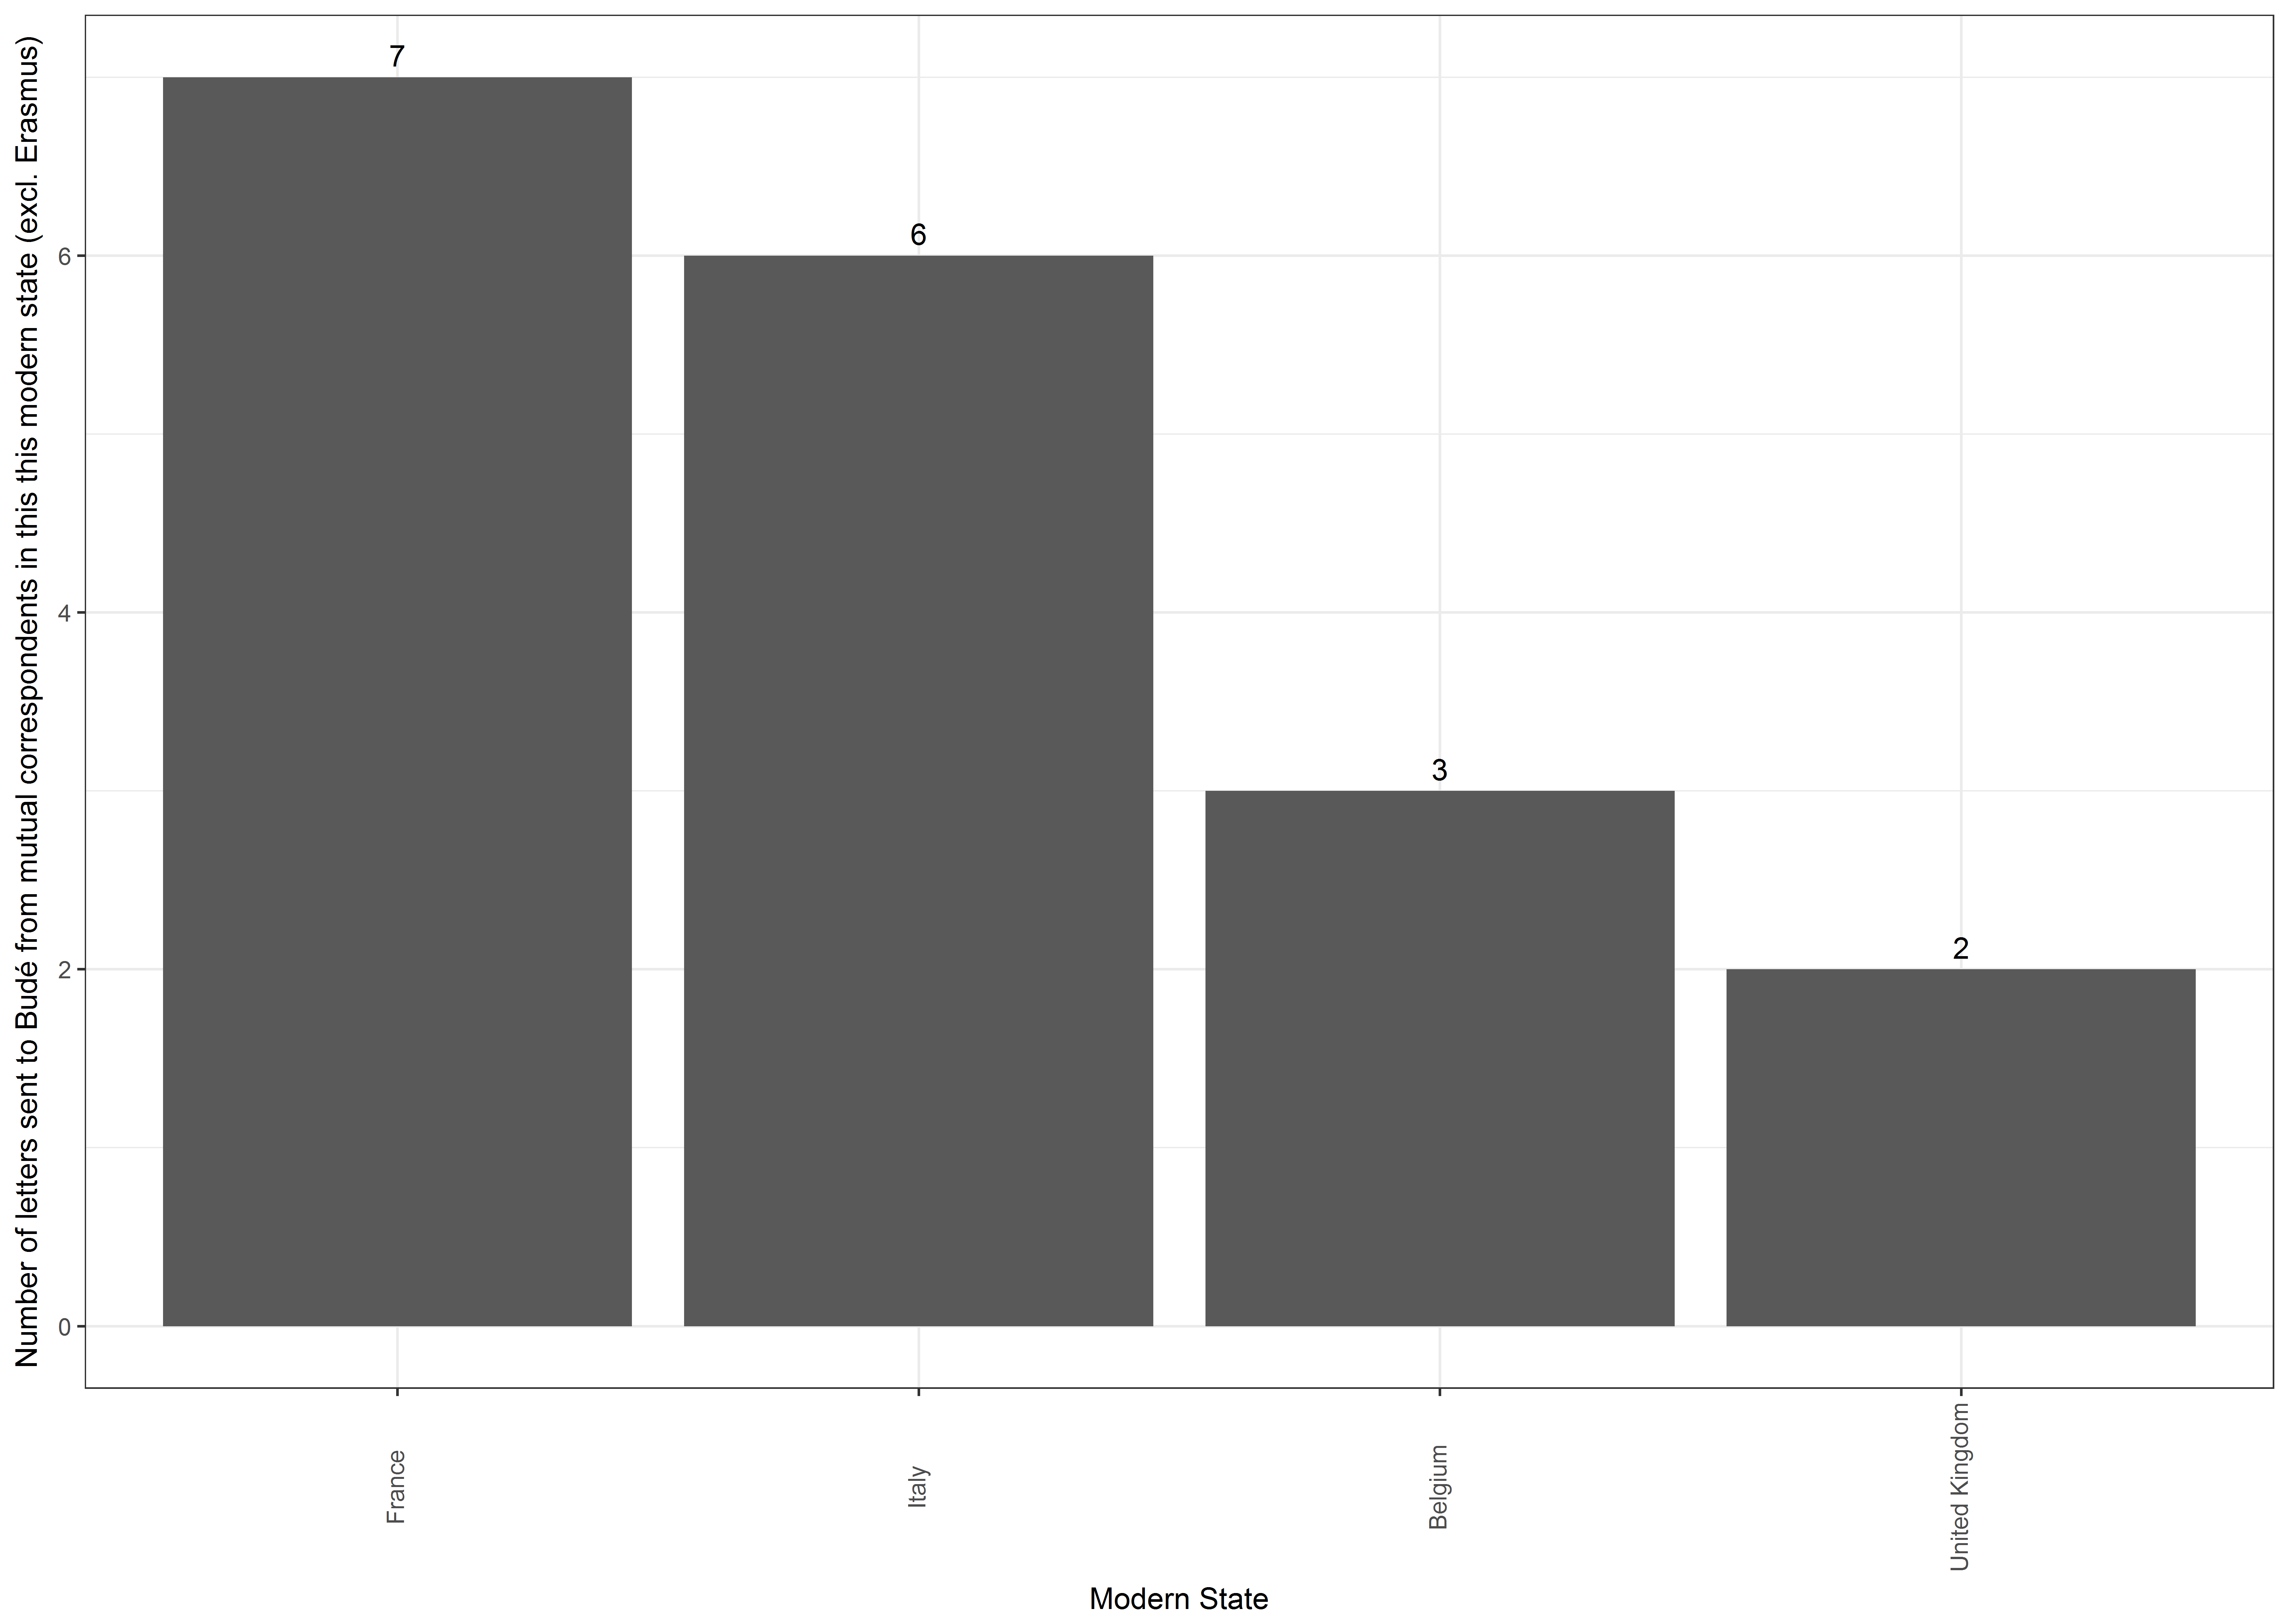 Number of letters sent to Budé from mutual correspondents in this this modern state (excl. Erasmus)
7
6
3
2
6
4
2
0
France
Italy
Belgium
United Kingdom
Modern State